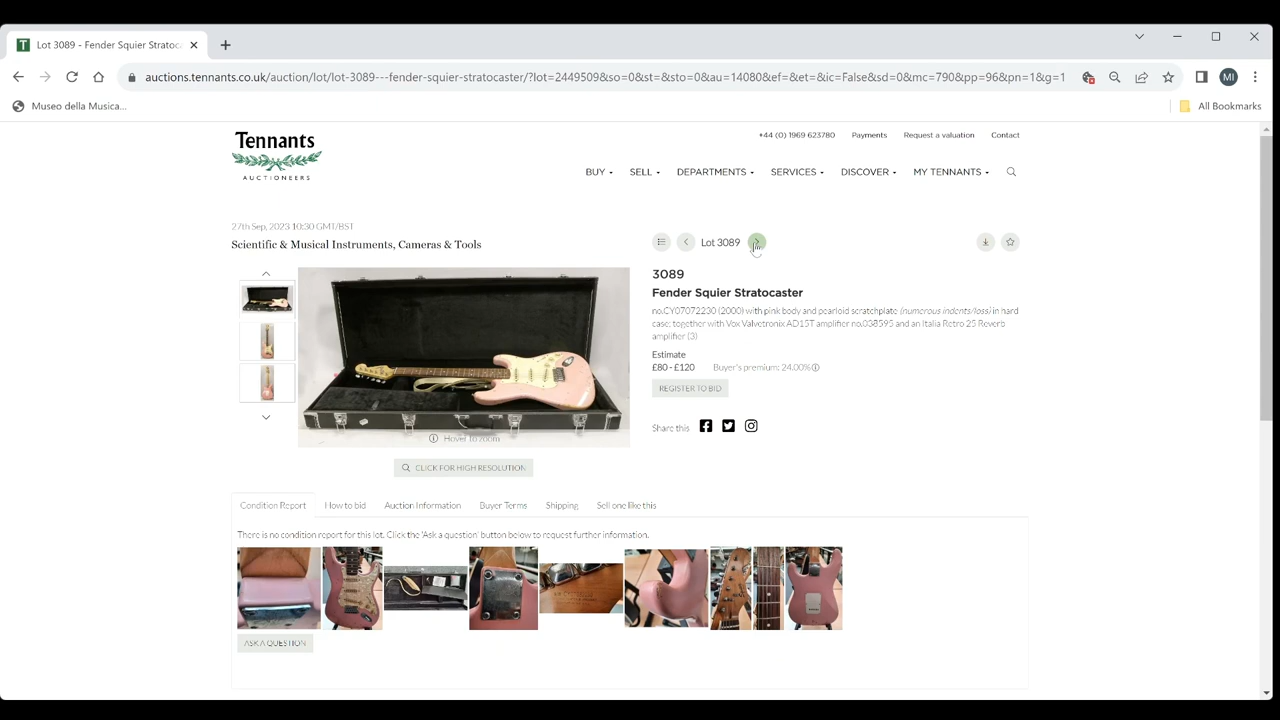 Lot 3089 - Fender Squier Stratoc
auctions.tennants.co.uk/auction/lot/lot-3089---fender-squier-stratocaster/?lot=2449509&so=0&st=&sto=0&au=14080&ef=&et=&ic=False&sd=0&mc=790&pp=96&pn=1&g=1
MI
Museo della Musica...
All Bookmarks
Tennants
AUCTIONEERS
+44 (0) 1969 623780 Payments Request a valuation Contact
BUY SELL DEPARTMENTS SERVICES DISCOVER MY TENNANTS
27th Sep, 2023 10:30 GMT/BST
Scientific & Musical Instruments, Cameras & Tools
Lot 3089
3089
Fender Squier Stratocaster
no.CY07072230 (2000) with pink body and pearloid scratchplate (numerous indents/loss) in hard
case; together with Vox Valvetronix AD15T amplifier no.038595 and an Italia Retro 25 Reverb
amplifier (3)
Estimate
£80 - £120 Buyer's premium: 24.00%
REGISTER TO BID
Share this
Hover to zoom
CLICK FOR HIGH RESOLUTION
Condition Report How to bid Auction Information Buyer Terms Shipping Sell one like this
There is no condition report for this lot. Click the 'Ask a question' button below to request further information.
ASK A QUESTION